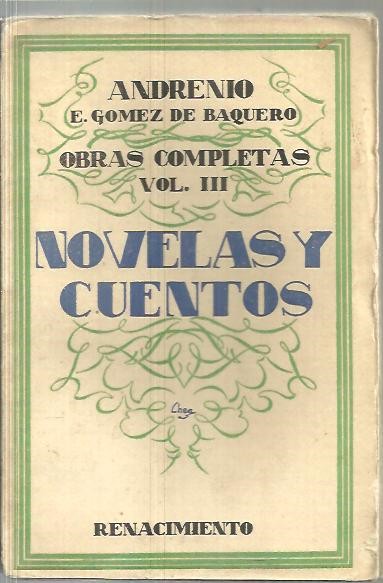 ANDRENIO
E. GOMEZ DE BAQUERO
OBRAS COMPLETAS
VOL. III
NOVELAS Y
CUENTOS
RENACIMIENTO